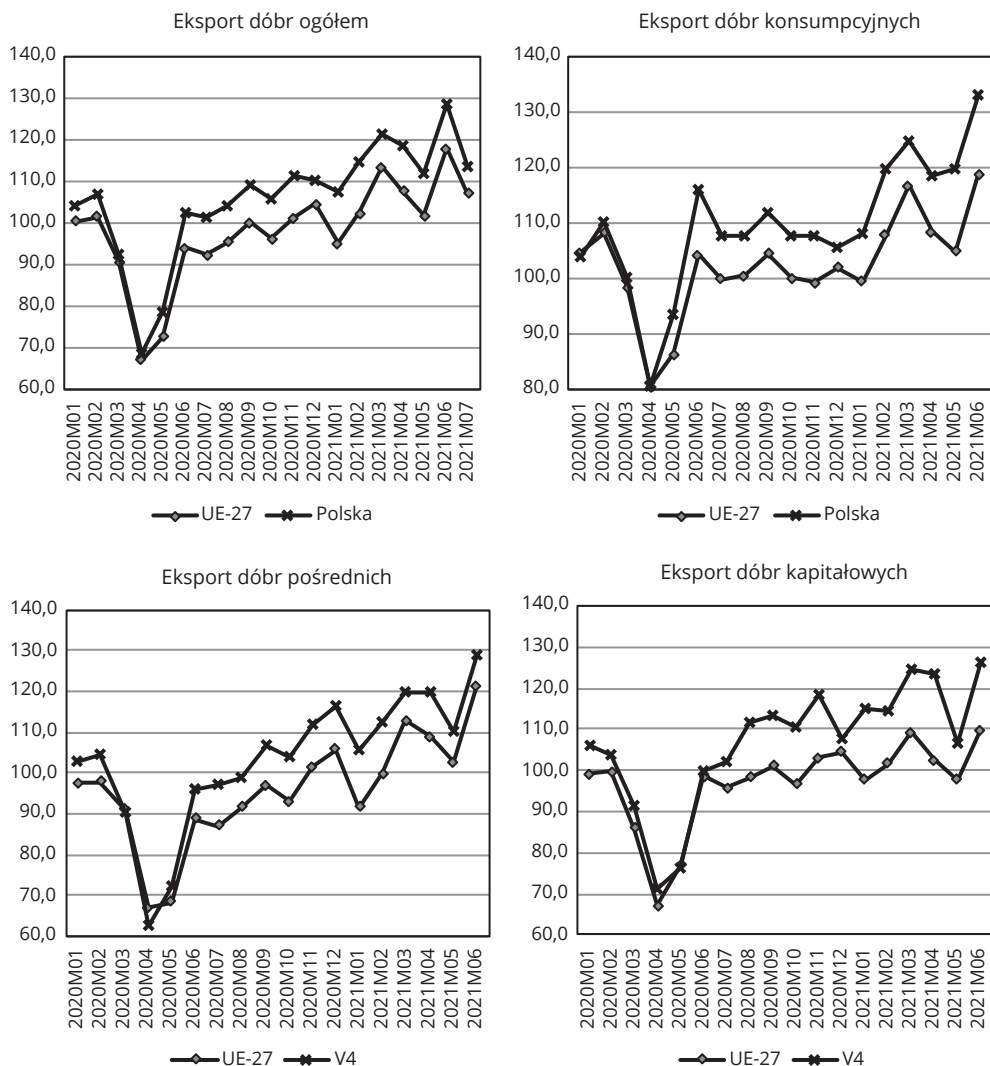 Eksport dóbr ogółem
140,0
130,0
120,0
110,0
100,0
90,0
80,0
70,0
60,0
2020M01
2020M02
2020M03
2020M04
2020M05
2020M06
2020M07
2020M08
2020M09
2020M10
2020M11
2020M12
2021M01
2021M02
2021M03
2021M04
2021M05
2021M06
2021M07
UE-27 Polska
Eksport dóbr konsumpcyjnych
140,0
130,0
120,0
110,0
100,0
90,0
80,0
2020M01
2020M02
2020M03
2020M04
2020M05
2020M06
2020M07
2020M08
2020M09
2020M10
2020M11
2020M12
2021M01
2021M02
2021M03
2021M04
2021M05
2021M06
UE-27 Polska
Eksport dóbr pośrednich
140,0
130,0
120,0
110,0
100,0
90,0
80,0
70,0
60,0
2020M01
2020M02
2020M03
2020M04
2020M05
2020M06
2020M07
2020M08
2020M09
2020M10
2020M11
2020M12
2021M01
2021M02
2021M03
2021M04
2021M05
2021M06
UE-27 V4
Eksport dóbr kapitałowych
140,0
130,0
120,0
110,0
100,0
90,0
80,0
70,0
60,0
2020M01
2020M02
2020M03
2020M04
2020M05
2020M06
2020M07
2020M08
2020M09
2020M10
2020M11
2020M12
2021M01
2021M02
2021M03
2021M04
2021M05
2021M06
UE-27 V4